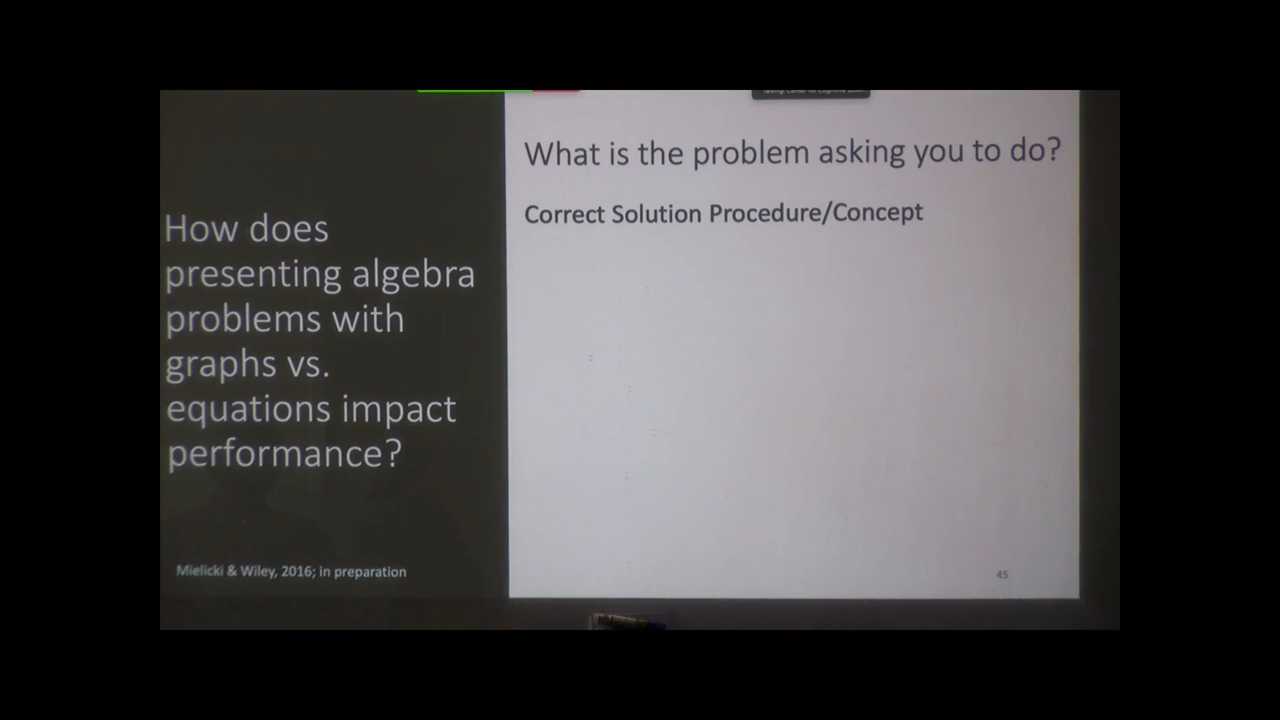 How does
presenting algebra
problems with
graphs vs.
equations impact
performance?
Mielicki & Wiley, 2016; in preparation
What is the problem asking you to do?
Correct Solution Procedure/Concept
45